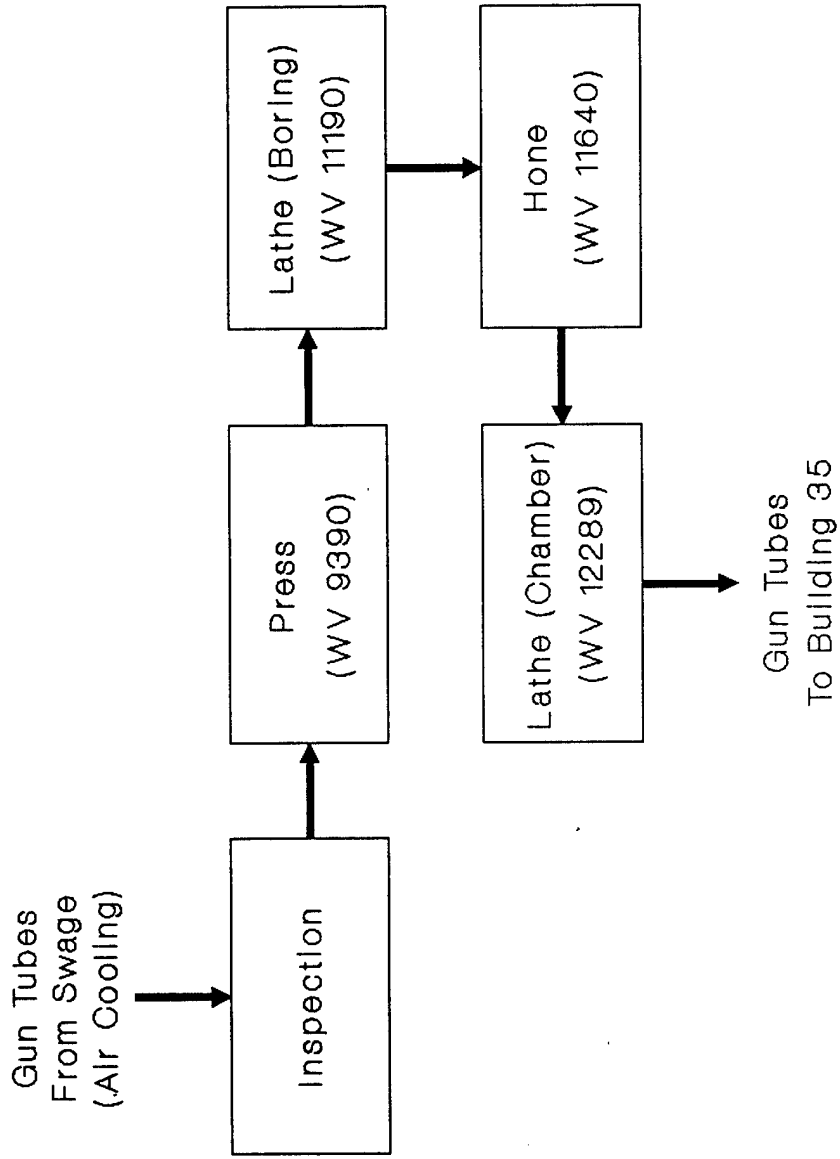 Gun Tubes
From Swage
(Air Cooling)
Inspection
Press
(WV 9390)
Lathe (Boring)
(WV 11190)
Hone
(WV 11640)
Lathe (Chamber)
(WV 12289)
Gun Tubes
To Building 35